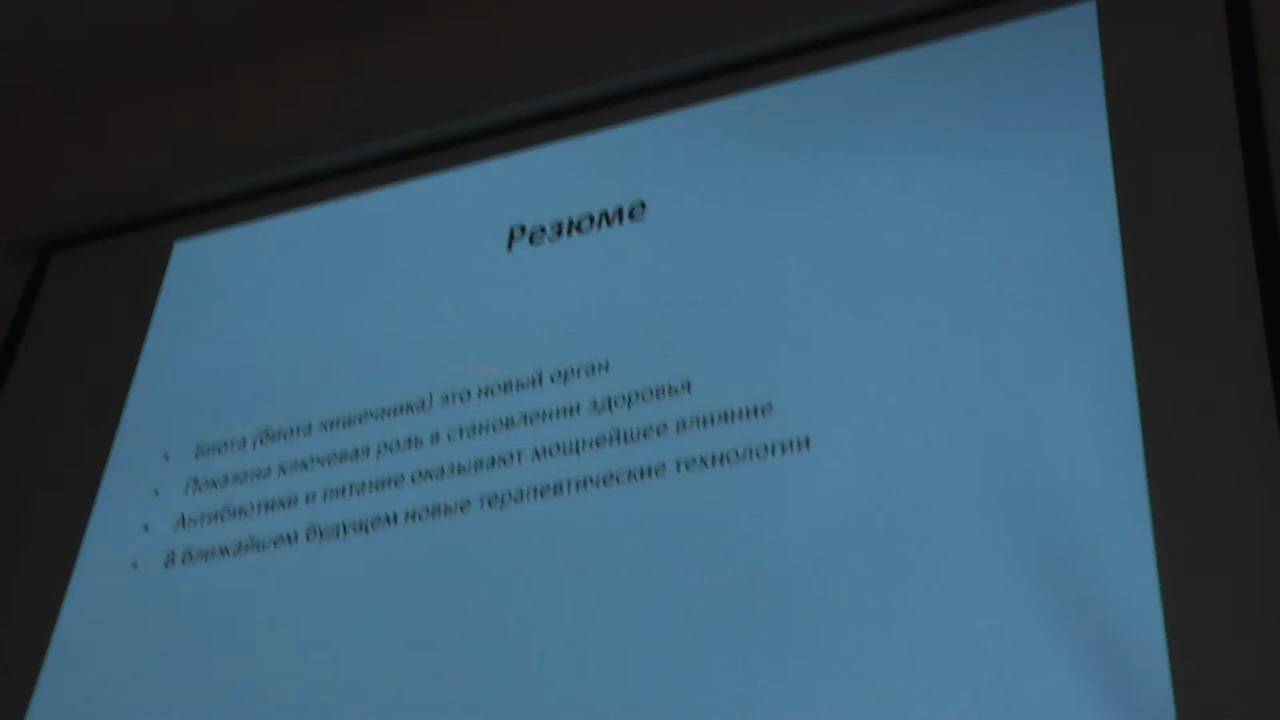 Резюме
• Биота (биота кишечника) это новый орган
• Показана ключевая роль в становлении здоровья
• Антибиотики и питание оказывают мощнейшее влияние
• В ближайшем будущем новые терапевтические технологии